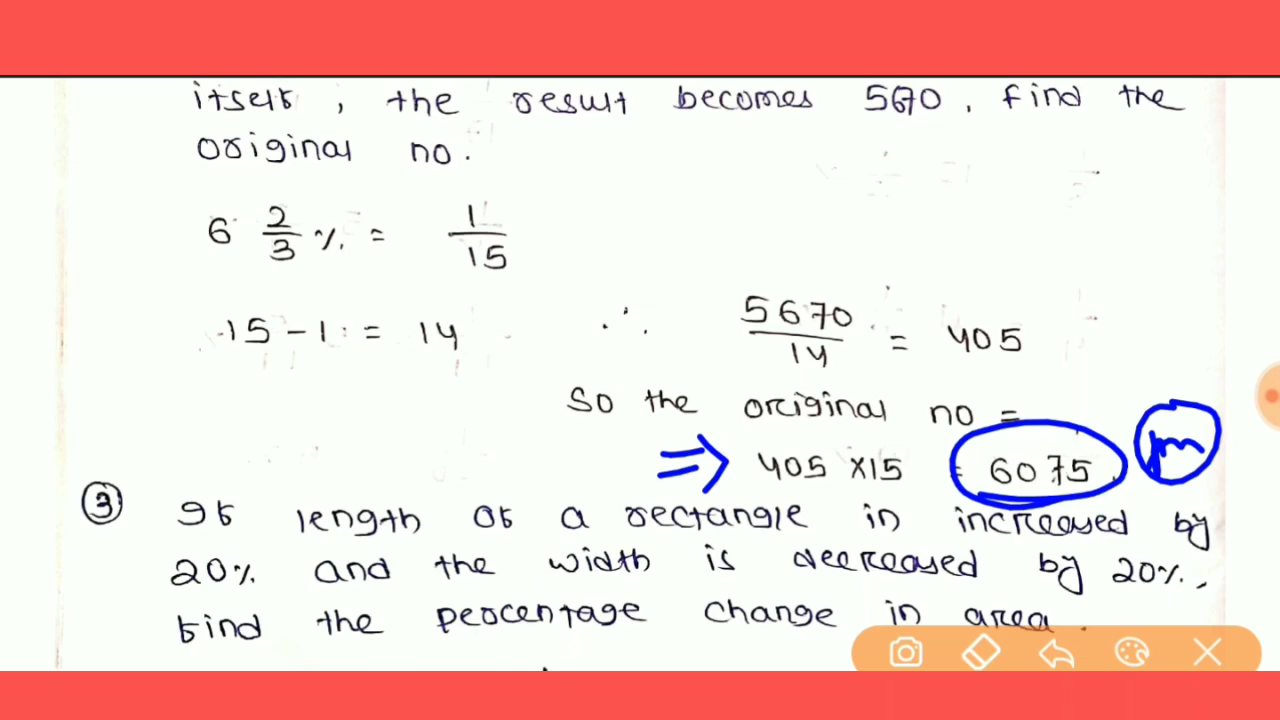 itself, the result becomes 5670. find the
original no.
6 2/3 % = 1/15
15 - 1 = 14 ∴ 5670/14 = 405
So the original no =
⇒ 405 × 15 = 6075
③ If length of a rectangle in increased by
20% and the width is decreased by 20%,
find the percentage change in area.